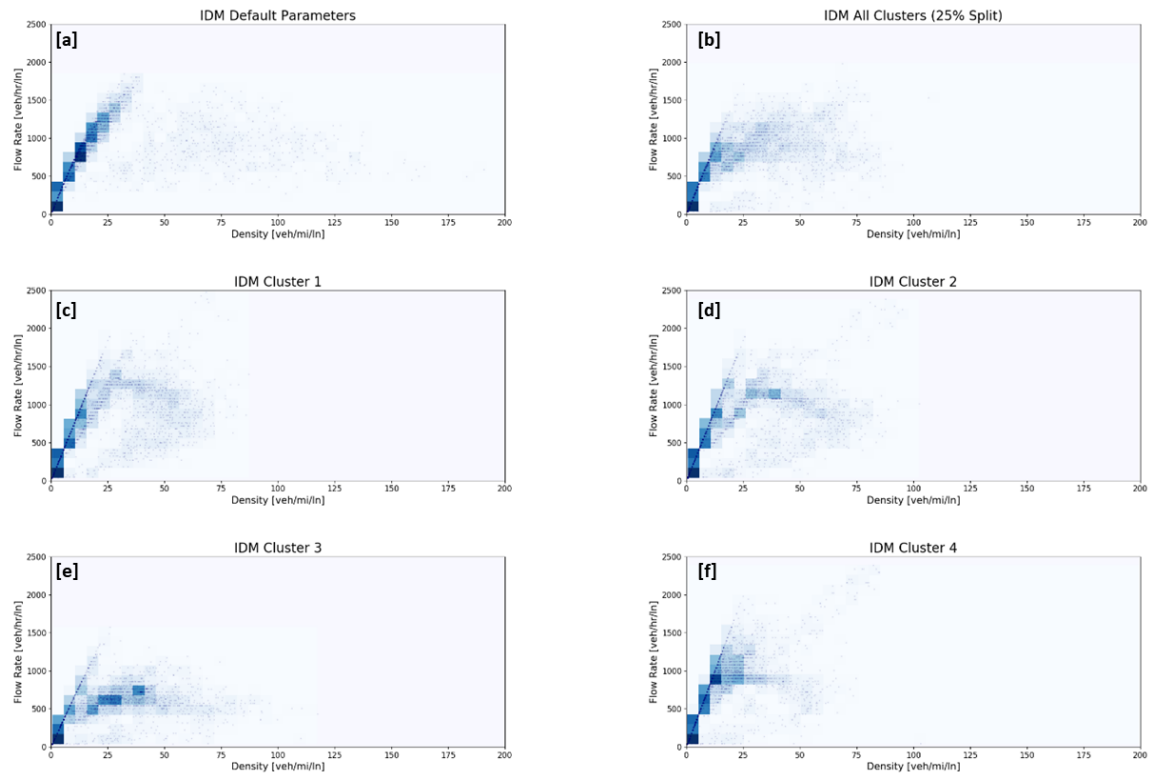 IDM Default Parameters
[a]
2500
2000
1500
1000
500
0
Flow Rate [veh/hr/ln]
0 25 50 75 100 125 150 175 200
Density [veh/mi/ln]
IDM All Clusters (25% Split)
[b]
2500
2000
1500
1000
500
0
Flow Rate [veh/hr/ln]
0 25 50 75 100 125 150 175 200
Density [veh/mi/ln]
IDM Cluster 1
[c]
2500
2000
1500
1000
500
0
Flow Rate [veh/hr/ln]
0 25 50 75 100 125 150 175 200
Density [veh/mi/ln]
IDM Cluster 2
[d]
2500
2000
1500
1000
500
0
Flow Rate [veh/hr/ln]
0 25 50 75 100 125 150 175 200
Density [veh/mi/ln]
IDM Cluster 3
[e]
2500
2000
1500
1000
500
0
Flow Rate [veh/hr/ln]
0 25 50 75 100 125 150 175 200
Density [veh/mi/ln]
IDM Cluster 4
[f]
2500
2000
1500
1000
500
0
Flow Rate [veh/hr/ln]
0 25 50 75 100 125 150 175 200
Density [veh/mi/ln]